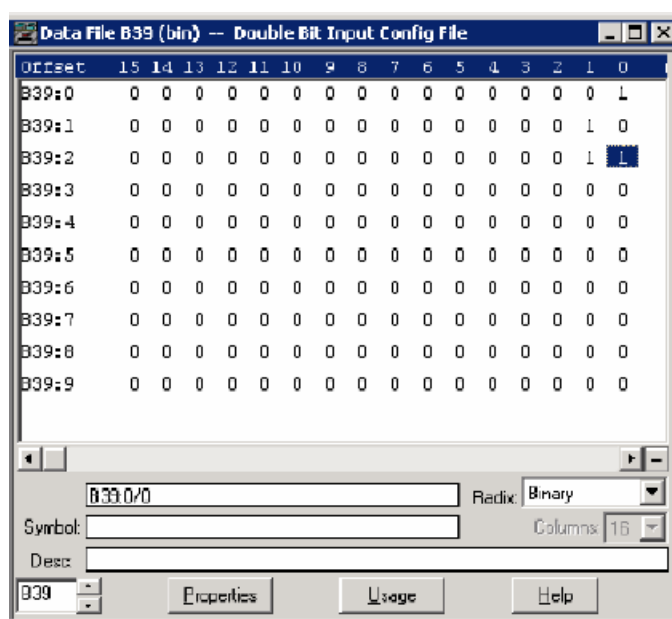 Data File B39 (bin) -- Double Bit Input Config File
Offset 15 14 13 12 11 10 9 8 7 6 5 4 3 2 1 0
B39:0 0 0 0 0 0 0 0 0 0 0 0 0 0 0 0 1
B39:1 0 0 0 0 0 0 0 0 0 0 0 0 0 0 1 0
B39:2 0 0 0 0 0 0 0 0 0 0 0 0 0 0 1 1
B39:3 0 0 0 0 0 0 0 0 0 0 0 0 0 0 0 0
B39:4 0 0 0 0 0 0 0 0 0 0 0 0 0 0 0 0
B39:5 0 0 0 0 0 0 0 0 0 0 0 0 0 0 0 0
B39:6 0 0 0 0 0 0 0 0 0 0 0 0 0 0 0 0
B39:7 0 0 0 0 0 0 0 0 0 0 0 0 0 0 0 0
B39:8 0 0 0 0 0 0 0 0 0 0 0 0 0 0 0 0
B39:9 0 0 0 0 0 0 0 0 0 0 0 0 0 0 0 0
B39:0/0 Radix: Binary
Symbol: Columns: 16
Desc:
B39 Properties Usage Help